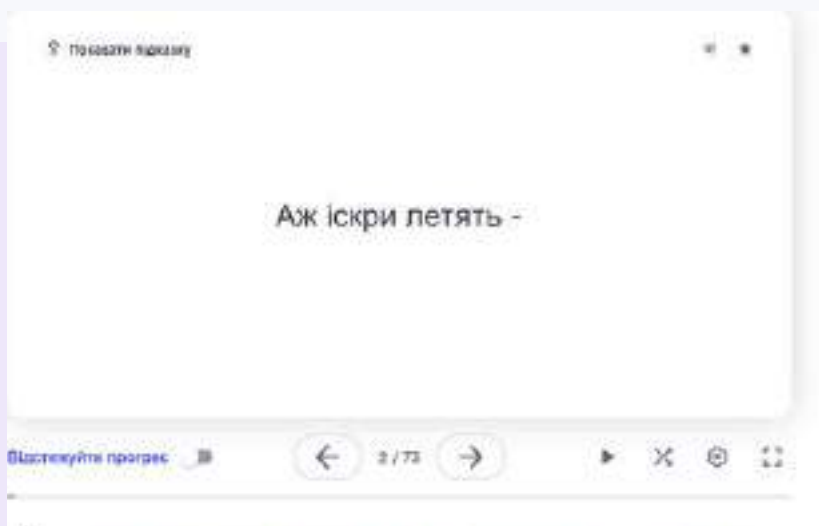 Показати підказку
Аж іскри летять -
Відстежуйте прогрес
2 / 73